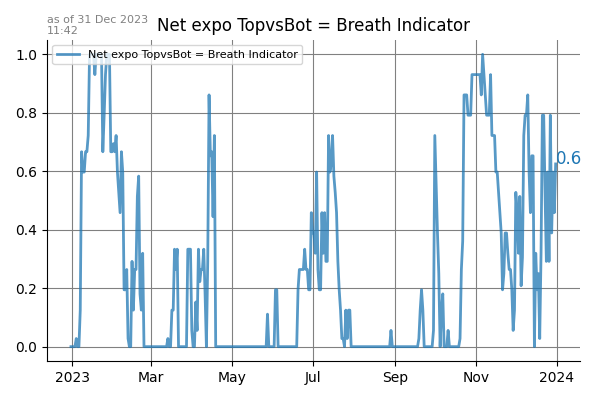 as of 31 Dec 2023
11:42
Net expo TopvsBot = Breath Indicator
Net expo TopvsBot = Breath Indicator
1.0
0.8
0.6
0.6
0.4
0.2
0.0
2023 Mar May Jul Sep Nov 2024